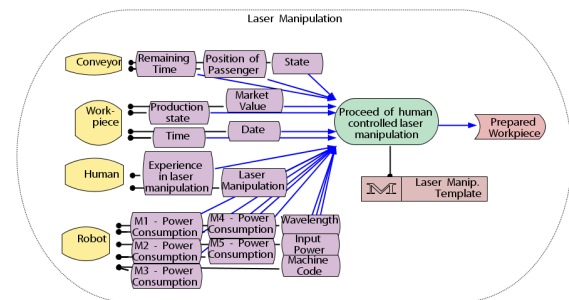 Laser Manipulation
Conveyor
Remaining
Time
Position of
Passenger
State
Work-
piece
Production
state
Market
Value
Time
Date
Human
Experience
in laser
manipulation
Laser
Manipulation
Robot
M1 - Power
Consumption
M4 - Power
Consumption
Wavelength
M2 - Power
Consumption
M5 - Power
Consumption
Input
Power
M3 - Power
Consumption
Machine
Code
Proceed of human
controlled laser
manipulation
Prepared
Workpiece
M
Laser Manip.
Template